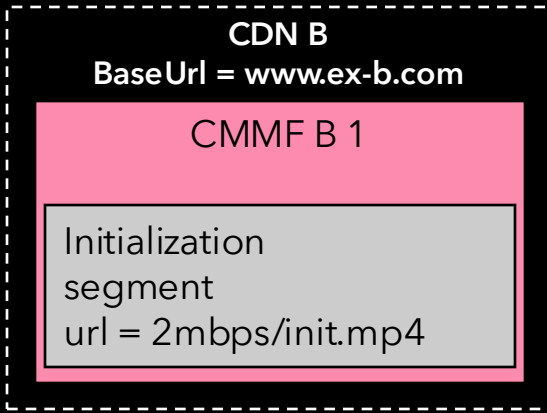 CDN B
BaseUrl = www.ex-b.com
CMMF B 1
Initialization
segment
url = 2mbps/init.mp4